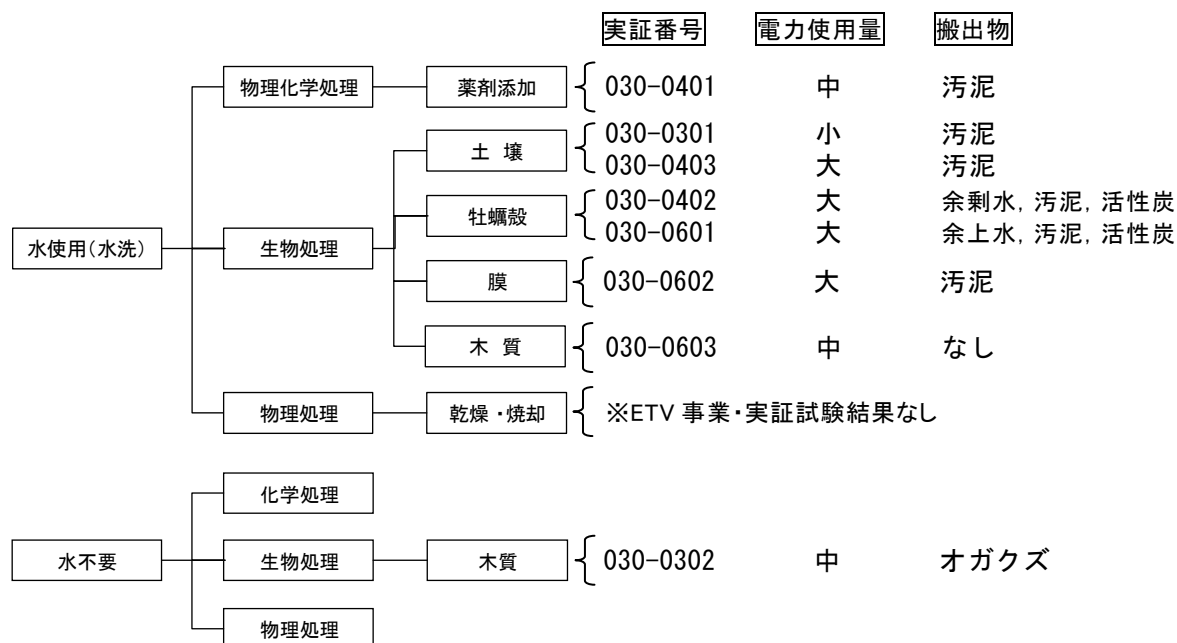 実証番号 電力使用量 搬出物
物理化学処理 薬剤添加 030-0401 中 汚泥
土 壌 030-0301 小 汚泥
030-0403 大 汚泥
牡蠣殻 030-0402 大 余剰水, 汚泥, 活性炭
030-0601 大 余上水, 汚泥, 活性炭
水使用(水洗) 生物処理
膜 030-0602 大 汚泥
木 質 030-0603 中 なし
物理処理 乾燥・焼却 ※ETV 事業・実証試験結果なし
化学処理
水不要 生物処理 木質 030-0302 中 オガクズ
物理処理